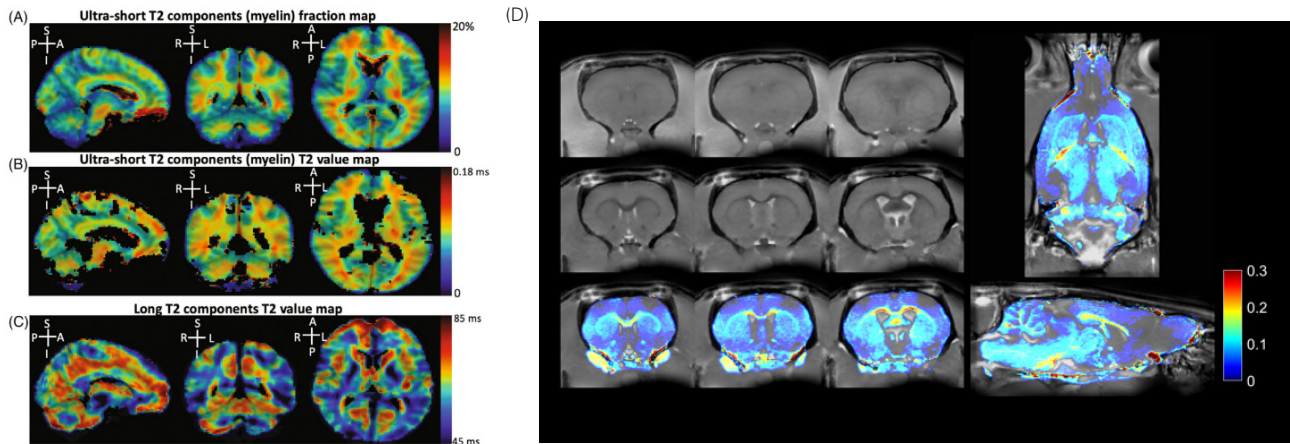 (A) Ultra-short T2 components (myelin) fraction map
S S A
P A R L R L
I I P
20%
0
(B) Ultra-short T2 components (myelin) T2 value map
S S A
P A R L R L
I I P
0.18 ms
0
(C) Long T2 components T2 value map
S S A
P A R L R L
I I P
85 ms
45 ms
(D)
0.3
0.2
0.1
0